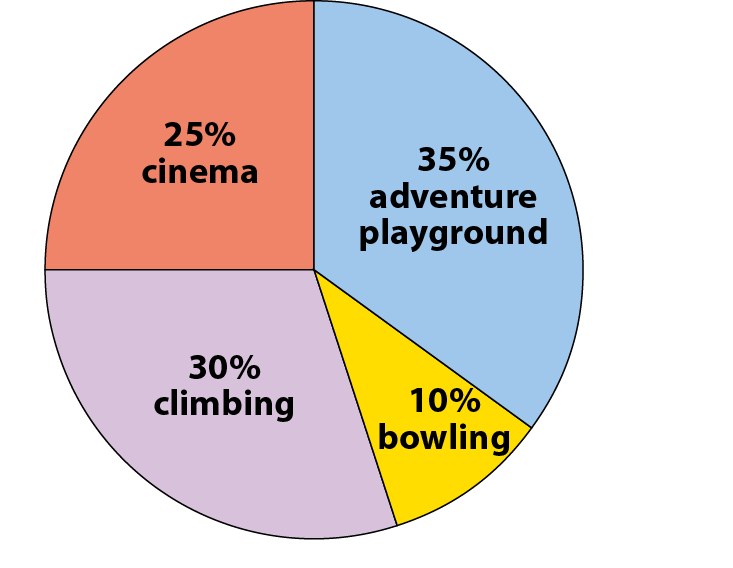 25%
cinema
35%
adventure
playground
30%
climbing
10%
bowling